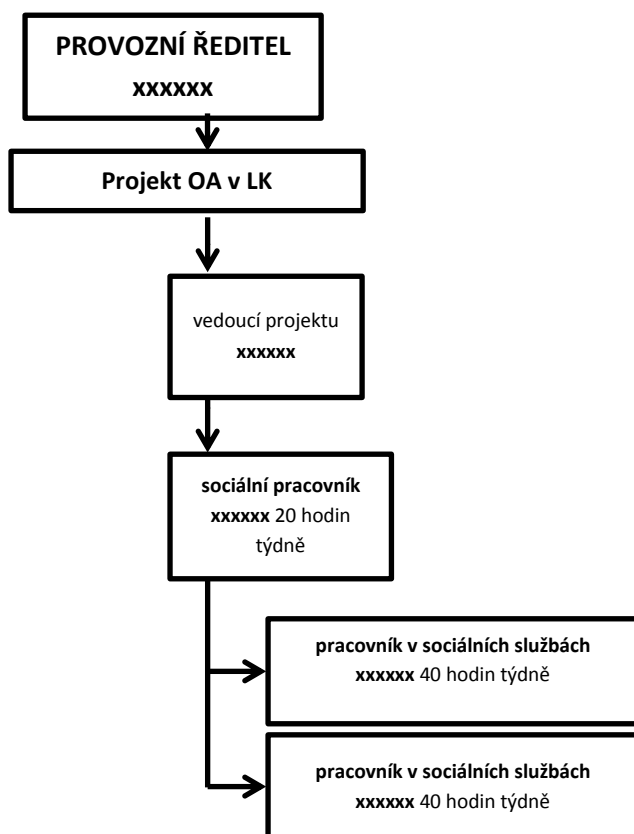 PROVOZNÍ ŘEDITEL
xxxxxx
Projekt OA v LK
vedoucí projektu
xxxxxx
sociální pracovník
xxxxxx 20 hodin
týdně
pracovník v sociálních službách
xxxxxx 40 hodin týdně
pracovník v sociálních službách
xxxxxx 40 hodin týdně